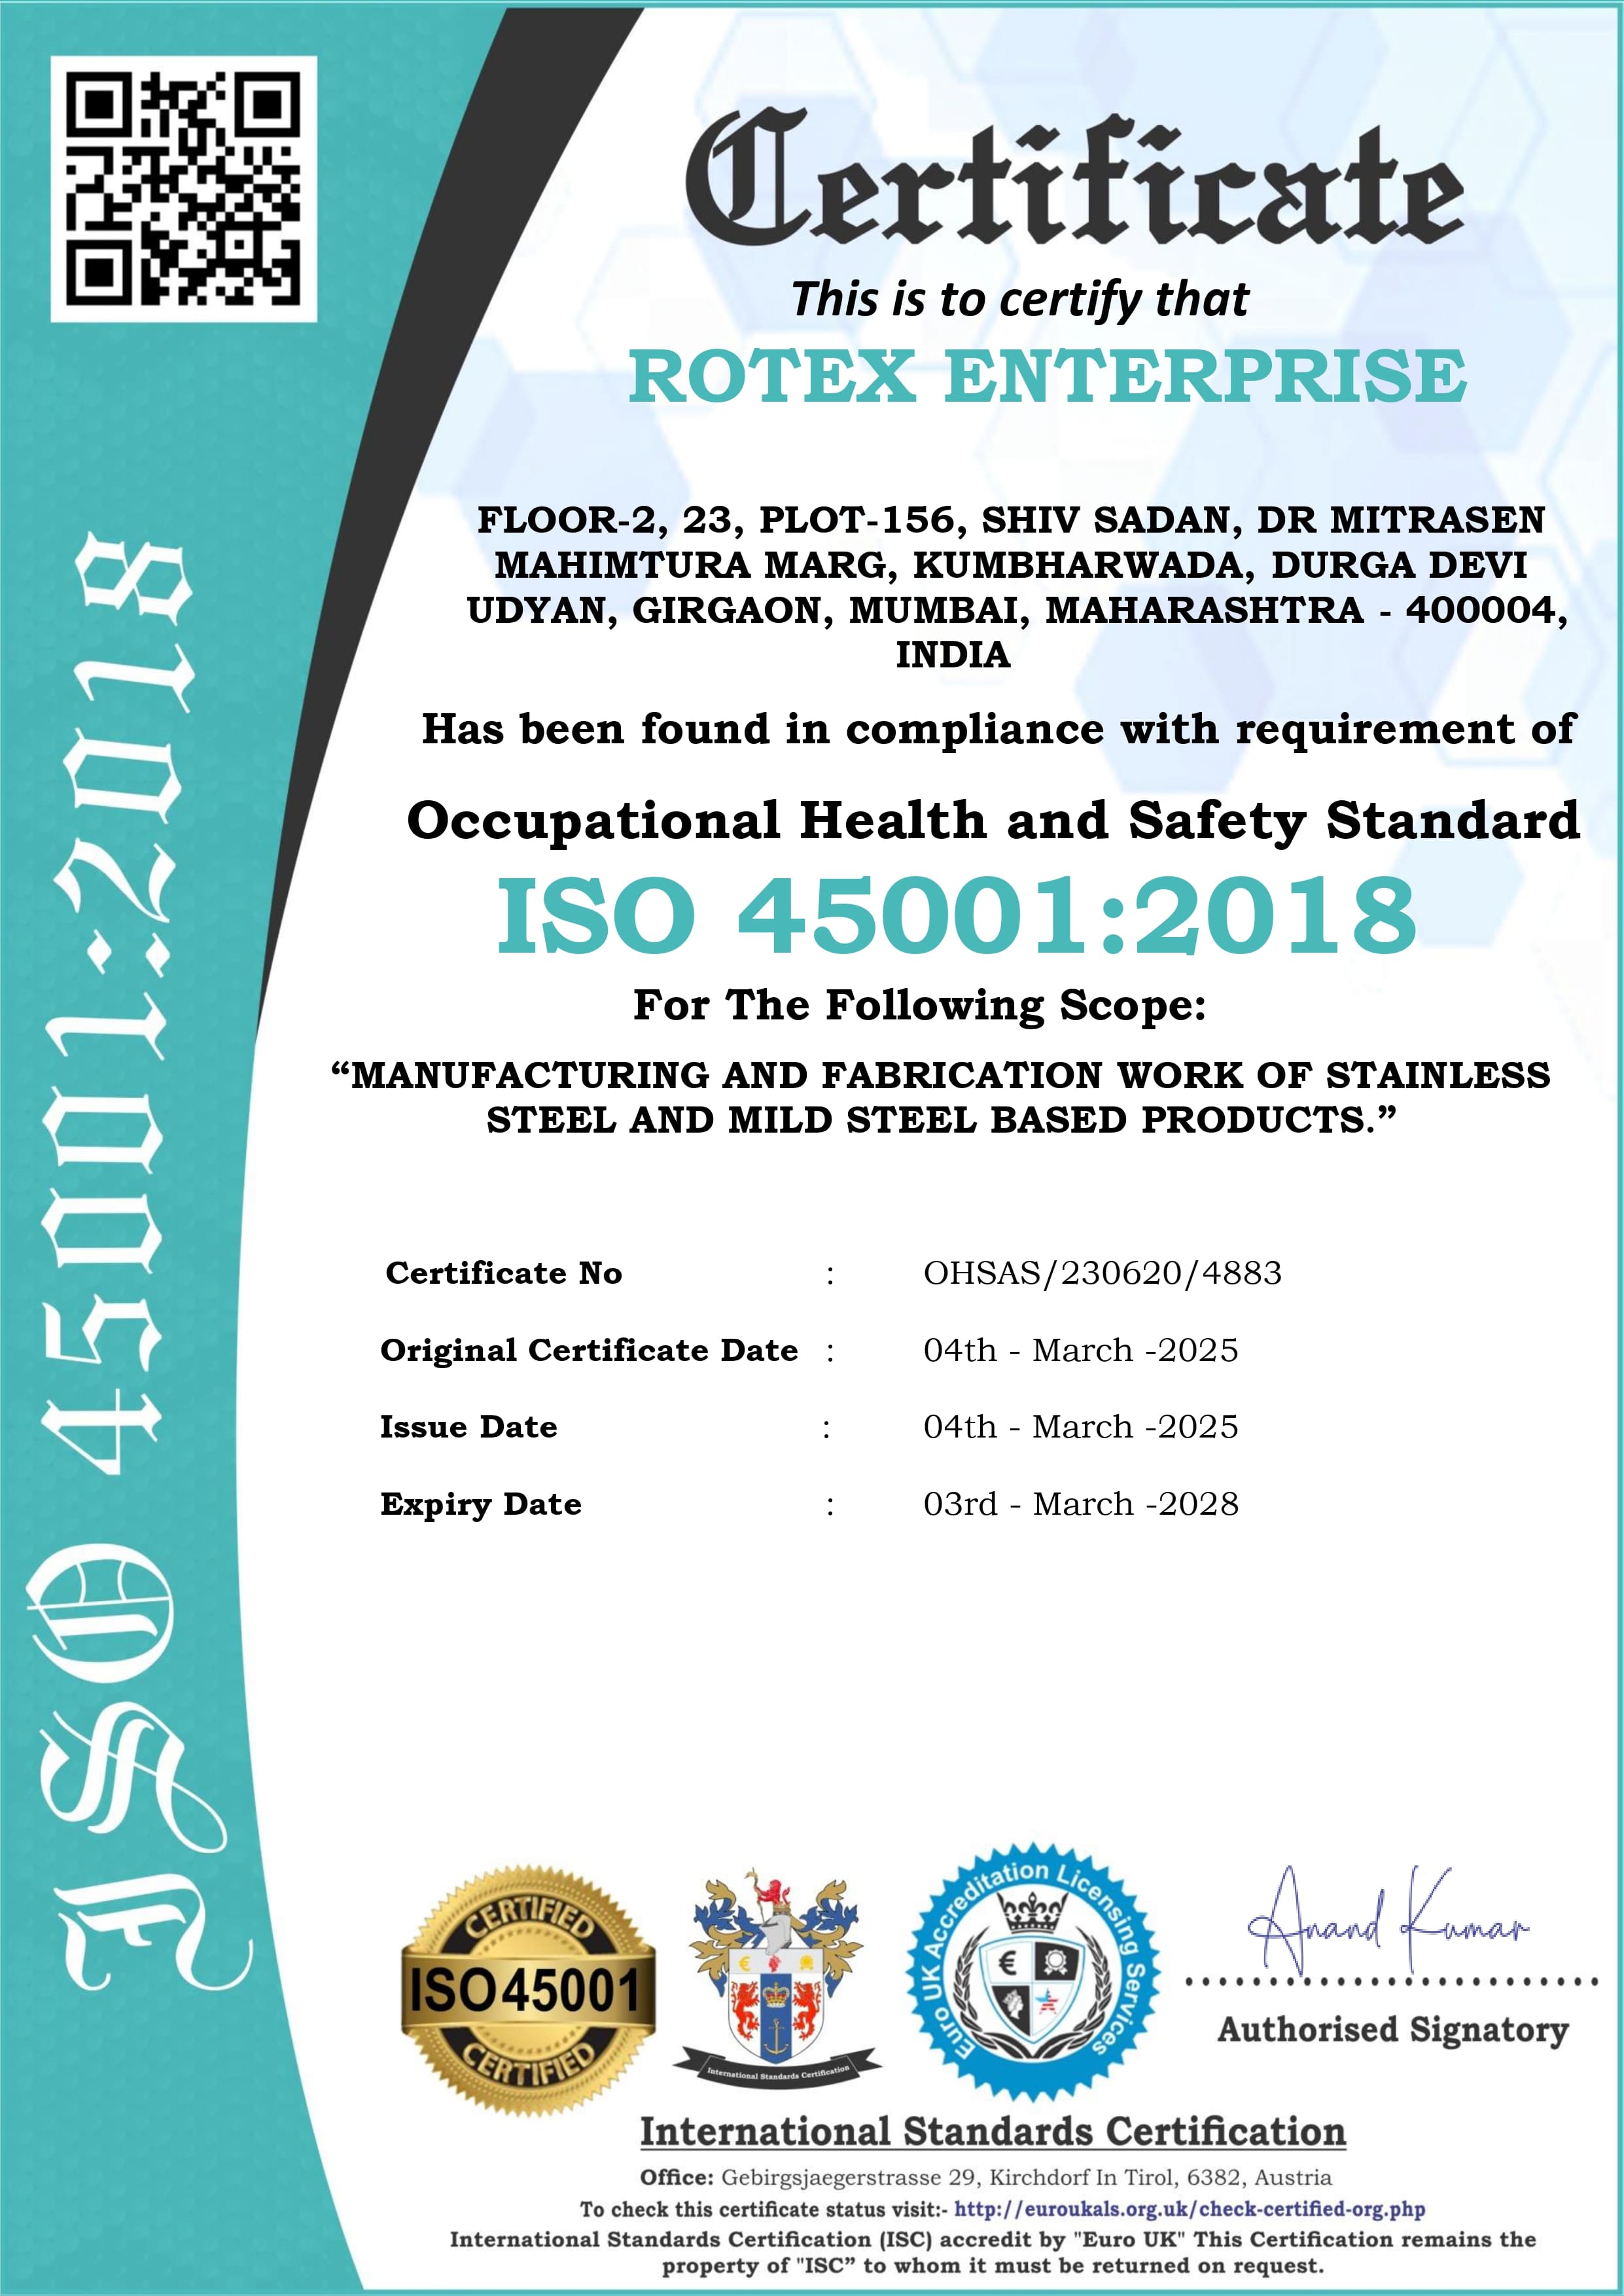 Certificate
This is to certify that
ROTEX ENTERPRISE
FLOOR-2, 23, PLOT-156, SHIV SADAN, DR MITRASEN
MAHIMTURA MARG, KUMBHARWADA, DURGA DEVI
UDYAN, GIRGAON, MUMBAI, MAHARASHTRA - 400004,
INDIA
Has been found in compliance with requirement of
Occupational Health and Safety Standard
ISO 45001:2018
For The Following Scope:
“MANUFACTURING AND FABRICATION WORK OF STAINLESS
STEEL AND MILD STEEL BASED PRODUCTS.”
Certificate No : OHSAS/230620/4883
Original Certificate Date : 04th - March -2025
Issue Date : 04th - March -2025
Expiry Date : 03rd - March -2028
ISO 45001:2018
CERTIFIED
ISO45001
CERTIFIED
International Standards Certification
Euro UK Accreditation Licensing Services
Anand Kumar
Authorised Signatory
International Standards Certification
Office: Gebirgsjaegerstrasse 29, Kirchdorf In Tirol, 6382, Austria
To check this certificate status visit:- http://euroukals.org.uk/check-certified-org.php
International Standards Certification (ISC) accredit by "Euro UK" This Certification remains the
property of "ISC” to whom it must be returned on request.